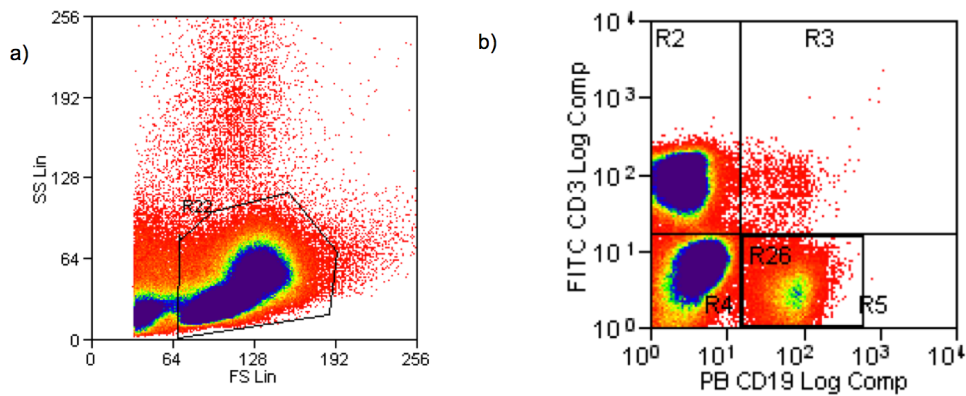 a)
256
192
128
64
0
SS Lin
R22
0 64 128 192 256
FS Lin
b)
10⁴
10³
10²
10¹
10⁰
FITC CD3 Log Comp
R2 R3
R26
R4 R5
10⁰ 10¹ 10² 10³ 10⁴
PB CD19 Log Comp